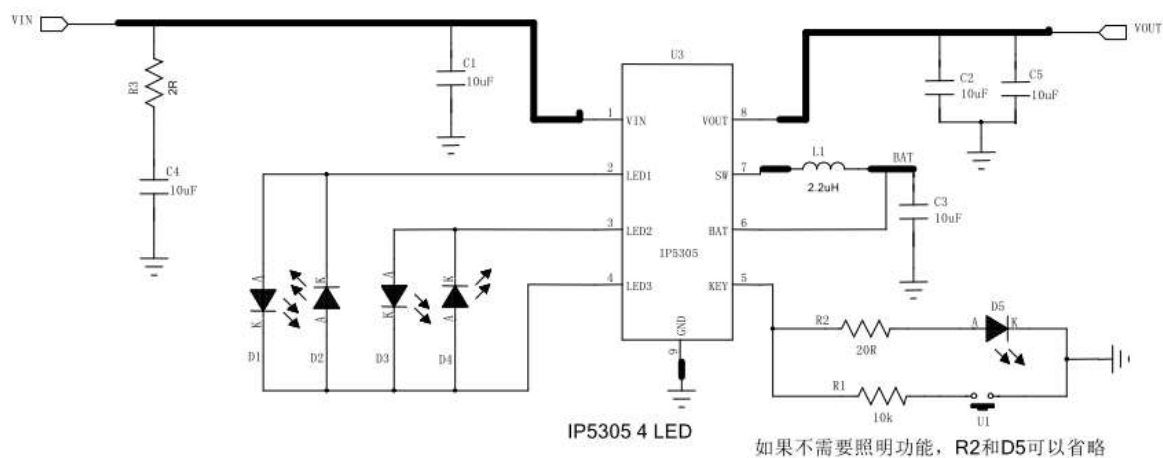 VIN
VOUT
R3
2R
C1
10uF
U3
C2
10uF
C5
10uF
1
VIN
VOUT
8
C4
10uF
2
LED1
SW
7
L1
2.2uH
BAT
3
LED2
BAT
6
C3
10uF
IP5305
4
LED3
KEY
5
A
K
D1
K
A
D2
A
K
D3
K
A
D4
GND
9
R2
20R
A
D5
K
R1
10k
U1
IP5305 4 LED
如果不需要照明功能，R2和D5可以省略